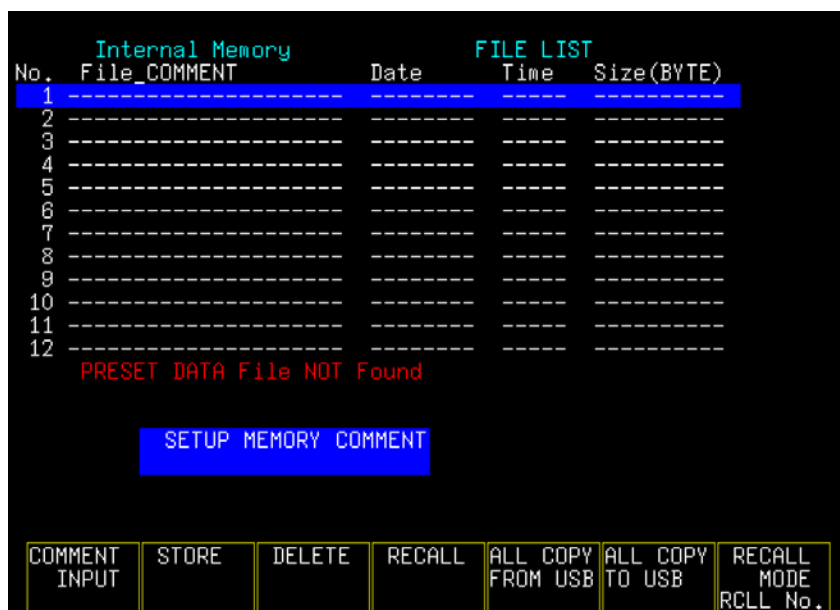 Internal Memory FILE LIST
No. File_COMMENT Date Time Size(BYTE)
1 --------------------- -------- ----- ----------
2 --------------------- -------- ----- ----------
3 --------------------- -------- ----- ----------
4 --------------------- -------- ----- ----------
5 --------------------- -------- ----- ----------
6 --------------------- -------- ----- ----------
7 --------------------- -------- ----- ----------
8 --------------------- -------- ----- ----------
9 --------------------- -------- ----- ----------
10 --------------------- -------- ----- ----------
11 --------------------- -------- ----- ----------
12 --------------------- -------- ----- ----------
PRESET DATA File NOT Found
SETUP MEMORY COMMENT
COMMENT INPUT
STORE
DELETE
RECALL
ALL COPY FROM USB
ALL COPY TO USB
RECALL MODE RCLL No.